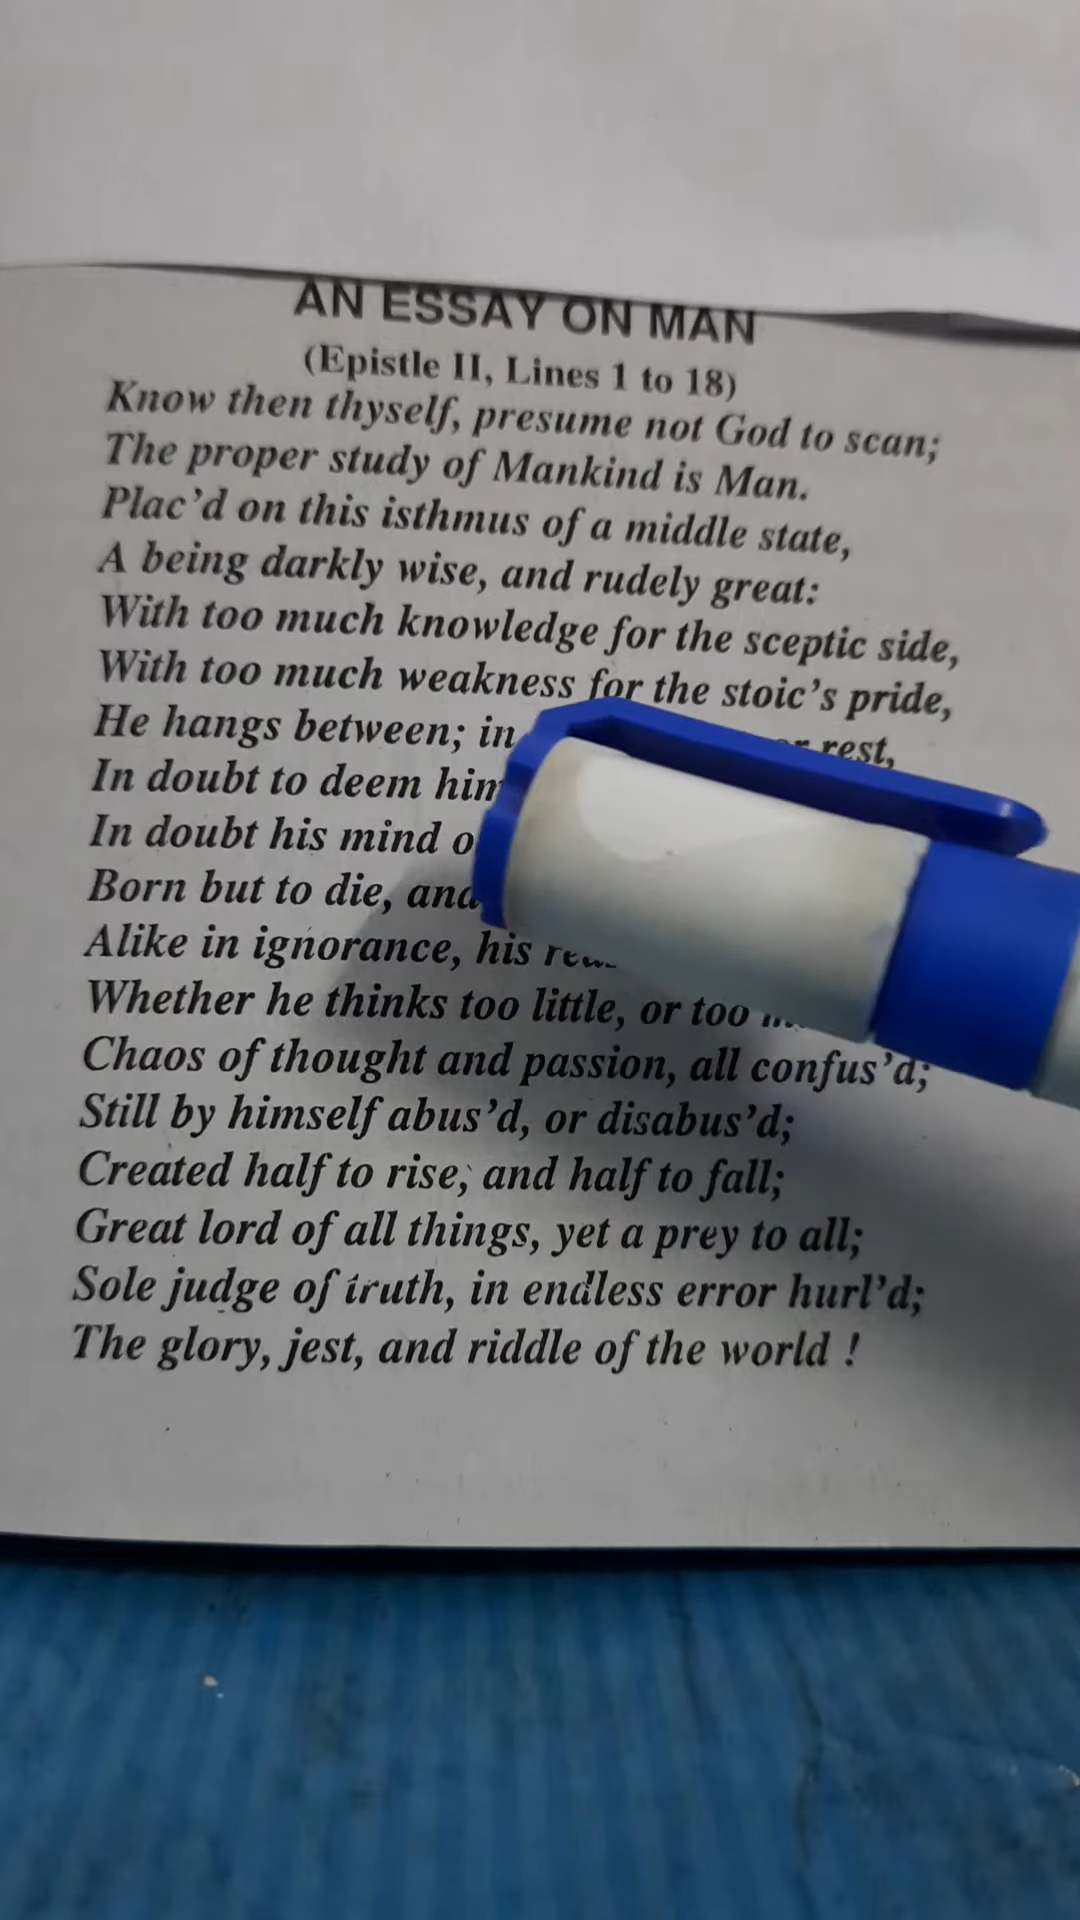 AN ESSAY ON MAN
(Epistle II, Lines 1 to 18)
Know then thyself, presume not God to scan;
The proper study of Mankind is Man.
Plac’d on this isthmus of a middle state,
A being darkly wise, and rudely great:
With too much knowledge for the sceptic side,
With too much weakness for the stoic’s pride,
He hangs between; in rest,
In doubt to deem
In doubt his mind
Born but to die, and
Alike in ignorance, his
Whether he thinks too little, or too
Chaos of thought and passion, all confus’d;
Still by himself abus’d, or disabus’d;
Created half to rise, and half to fall;
Great lord of all things, yet a prey to all;
Sole judge of truth, in endless error hurl’d;
The glory, jest, and riddle of the world !